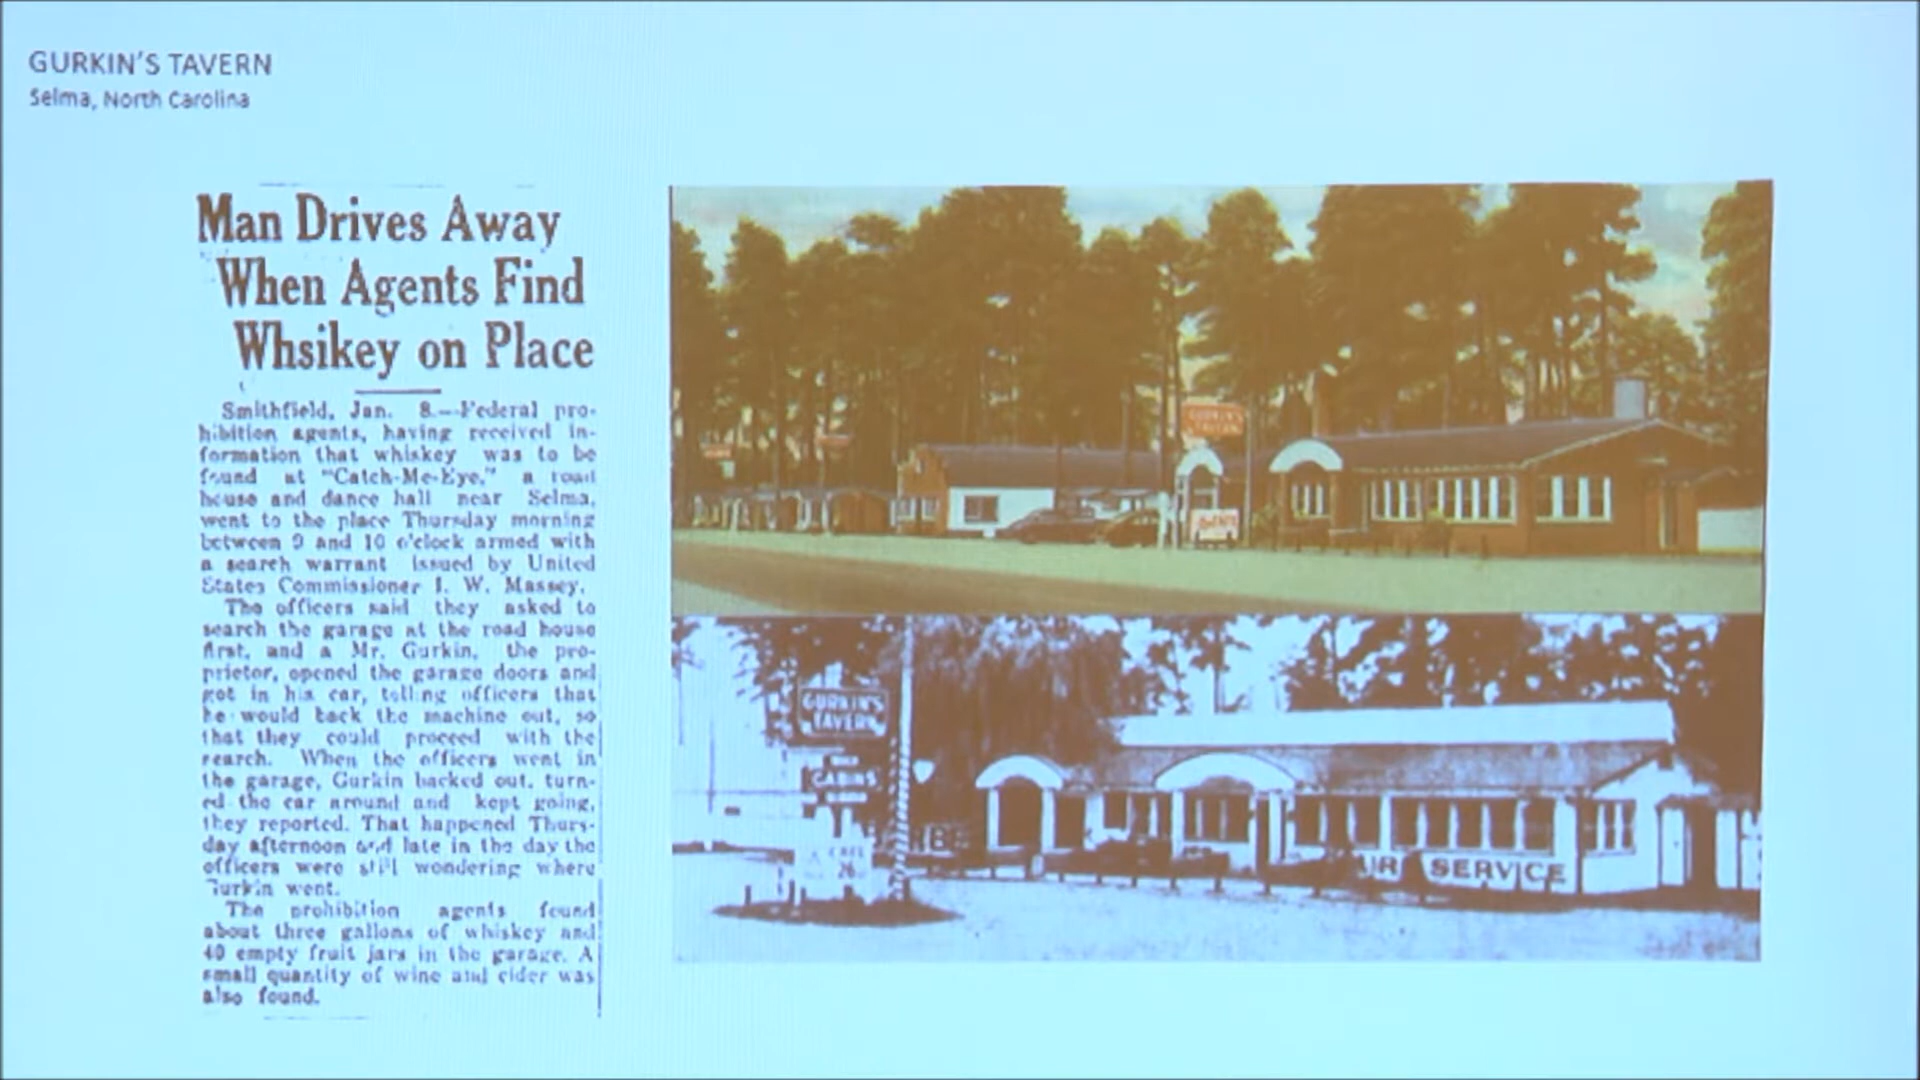 GURKIN'S TAVERN
Selma, North Carolina
Man Drives Away
When Agents Find
Whsikey on Place
Smithfield, Jan. 8.—Federal pro-
hibition agents, having received in-
formation that whiskey was to be
found at "Catch-Me-Eye," a road
house and dance hall near Selma,
went to the place Thursday morning
between 9 and 10 o'clock armed with
a search warrant issued by United
States Commissioner I. W. Massey.
The officers said they asked to
search the garage at the road house
first, and a Mr. Gurkin, the pro-
prietor, opened the garage doors and
got in his car, telling officers that
he would back the machine out, so
that they could proceed with the
search. When the officers went in
the garage, Gurkin backed out, turn-
ed the car around and kept going,
they reported. That happened Thurs-
day afternoon and late in the day the
officers were still wondering where
Gurkin went.
The prohibition agents found
about three gallons of whiskey and
40 empty fruit jars in the garage. A
small quantity of wine and cider was
also found.
GURKIN'S
TAVERN
GURKIN'S
TAVERN
CABINS
CAFE
26
SERVICE